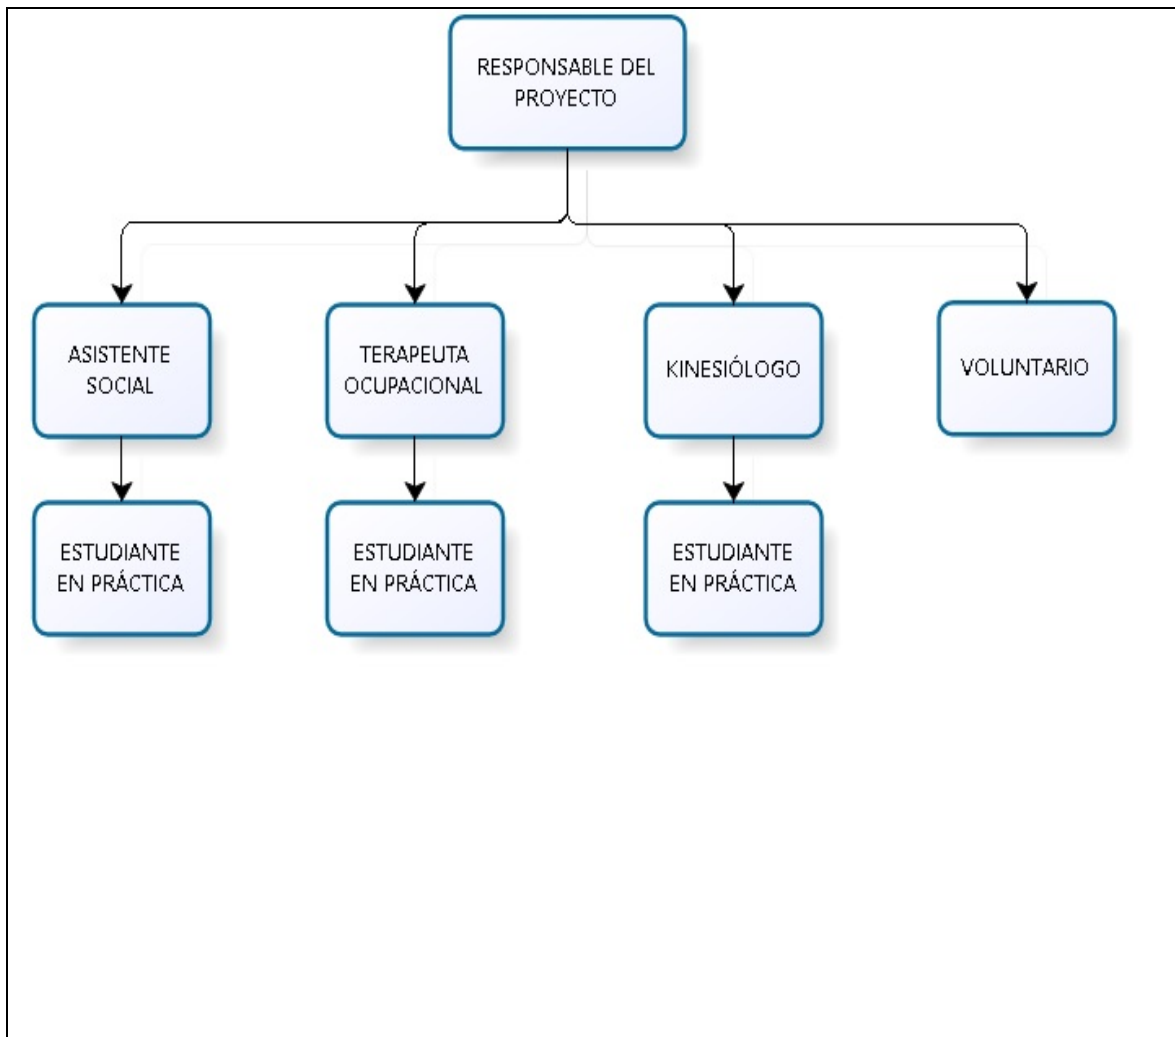 RESPONSABLE DEL
PROYECTO
ASISTENTE
SOCIAL
TERAPEUTA
OCUPACIONAL
KINESIÓLOGO
VOLUNTARIO
ESTUDIANTE
EN PRÁCTICA
ESTUDIANTE
EN PRÁCTICA
ESTUDIANTE
EN PRÁCTICA